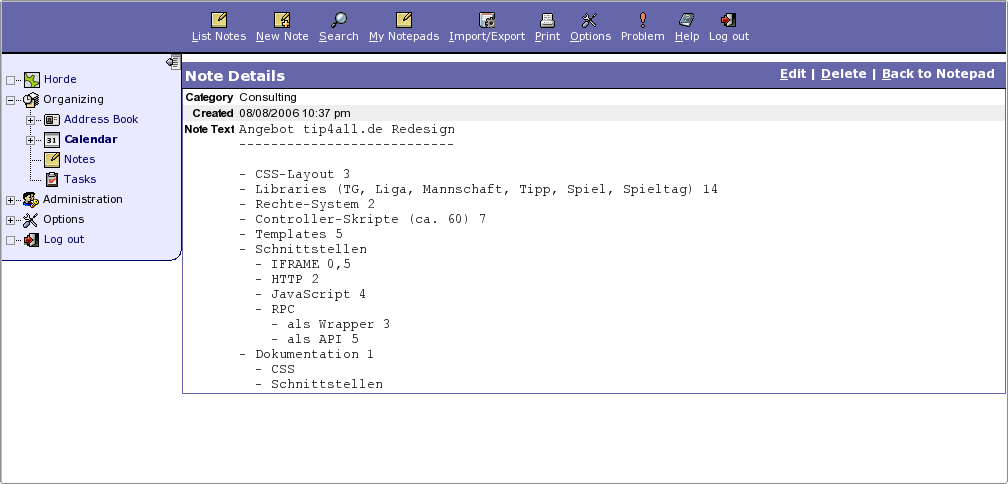 List Notes New Note Search My Notepads Import/Export Print Options Problem Help Log out
Horde
Organizing
Address Book
31 Calendar
Notes
Tasks
Administration
Options
Log out
Note Details Edit | Delete | Back to Notepad
Category Consulting
Created 08/08/2006 10:37 pm
Note Text Angebot tip4all.de Redesign
---------------------------
- CSS-Layout 3
- Libraries (TG, Liga, Mannschaft, Tipp, Spiel, Spieltag) 14
- Rechte-System 2
- Controller-Skripte (ca. 60) 7
- Templates 5
- Schnittstellen
  - IFRAME 0,5
  - HTTP 2
  - JavaScript 4
  - RPC
    - als Wrapper 3
    - als API 5
- Dokumentation 1
  - CSS
  - Schnittstellen